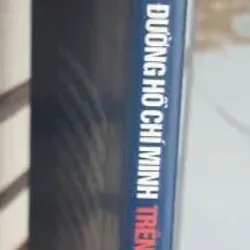 ĐƯỜNG HỒ CHÍ MINH TRÊN